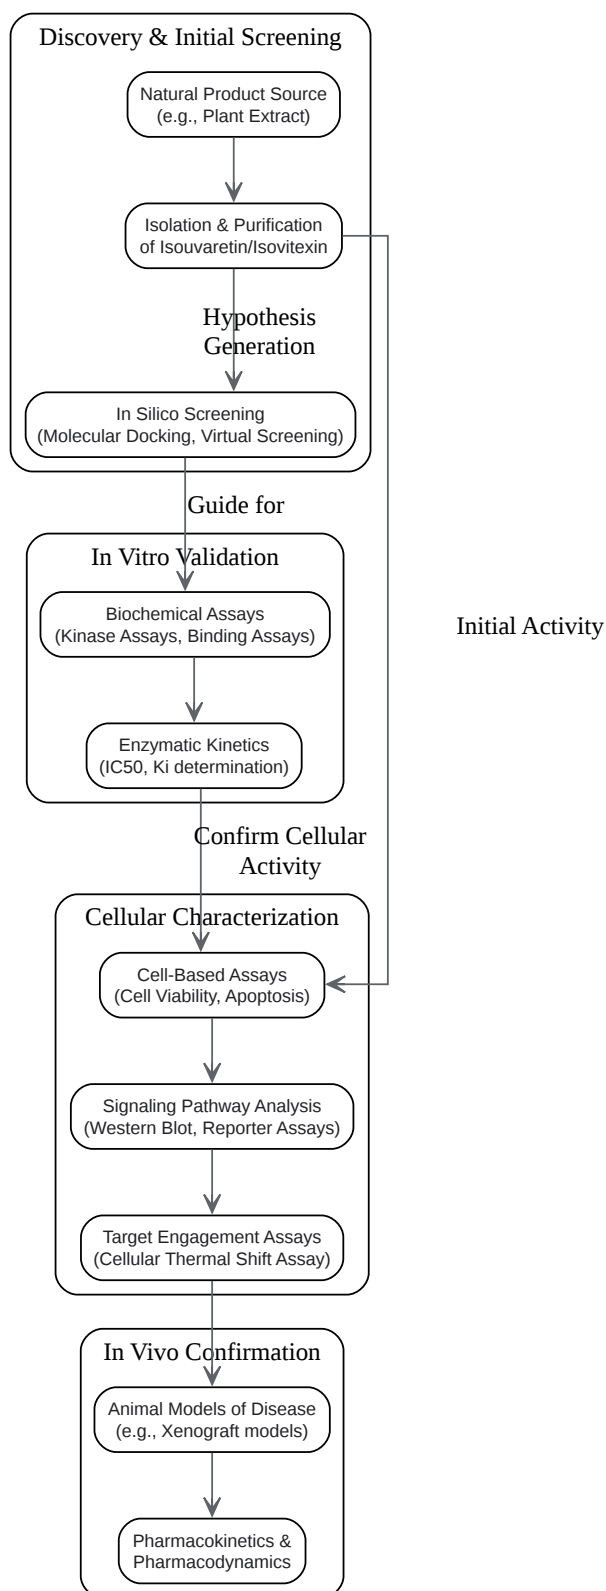 Discovery & Initial Screening
Natural Product Source
(e.g., Plant Extract)
Isolation & Purification
of Isouvaretin/Isovitexin
Hypothesis
Generation
In Silico Screening
(Molecular Docking, Virtual Screening)
Guide for
In Vitro Validation
Biochemical Assays
(Kinase Assays, Binding Assays)
Initial Activity
Enzymatic Kinetics
(IC50, Ki determination)
Confirm Cellular
Activity
Cellular Characterization
Cell-Based Assays
(Cell Viability, Apoptosis)
Signaling Pathway Analysis
(Western Blot, Reporter Assays)
Target Engagement Assays
(Cellular Thermal Shift Assay)
In Vivo Confirmation
Animal Models of Disease
(e.g., Xenograft models)
Pharmacokinetics &
Pharmacodynamics